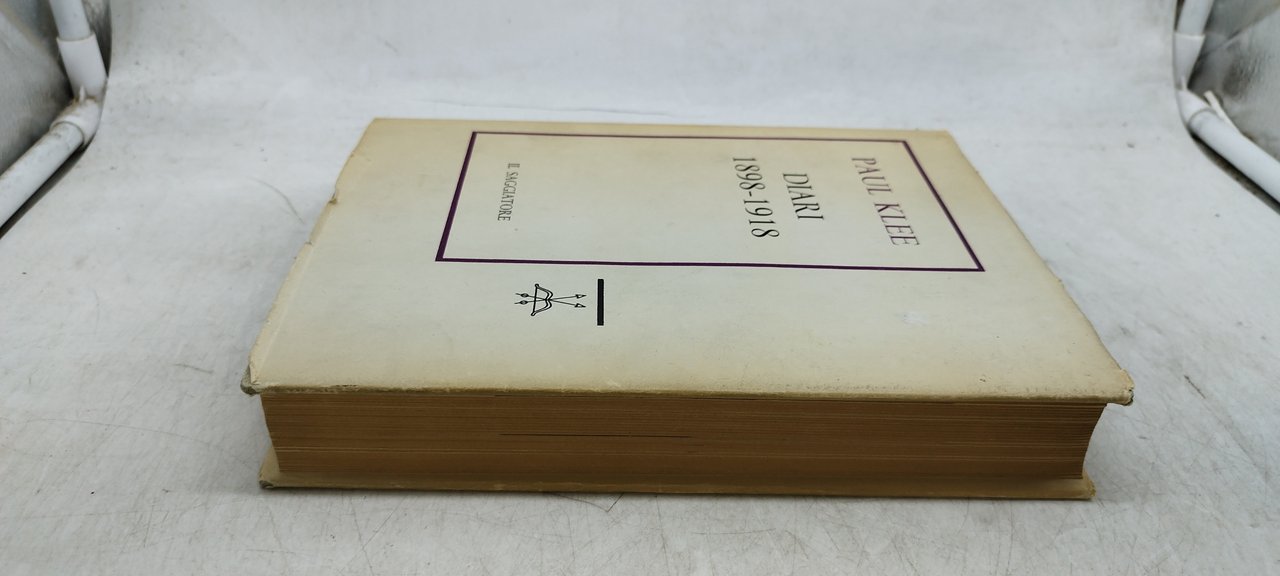 PAUL KLEE
DIARI
1898-1918
IL SAGGIATORE